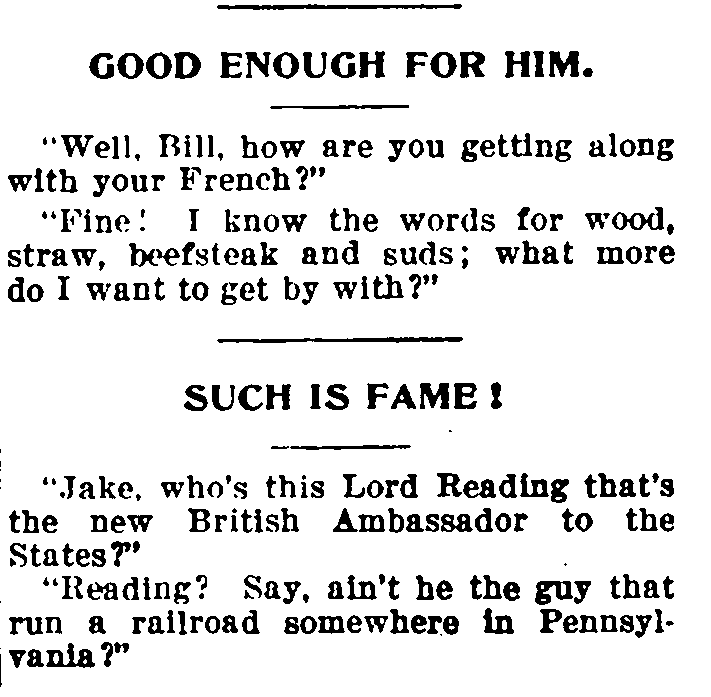 GOOD ENOUGH FOR HIM.
"Well, Bill, how are you getting along
with your French?"
"Fine! I know the words for wood,
straw, beefsteak and suds; what more
do I want to get by with?"
SUCH IS FAME!
"Jake, who's this Lord Reading that's
the new British Ambassador to the
States?"
"Reading? Say, ain't he the guy that
run a railroad somewhere in Pennsyl-
vania?"